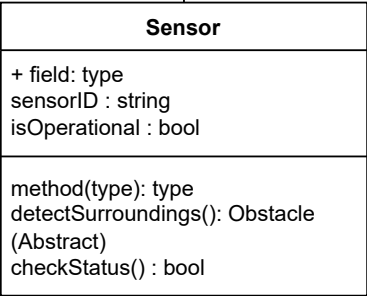 Sensor
+ field: type
sensorID : string
isOperational : bool
method(type): type
detectSurroundings(): Obstacle
(Abstract)
checkStatus() : bool